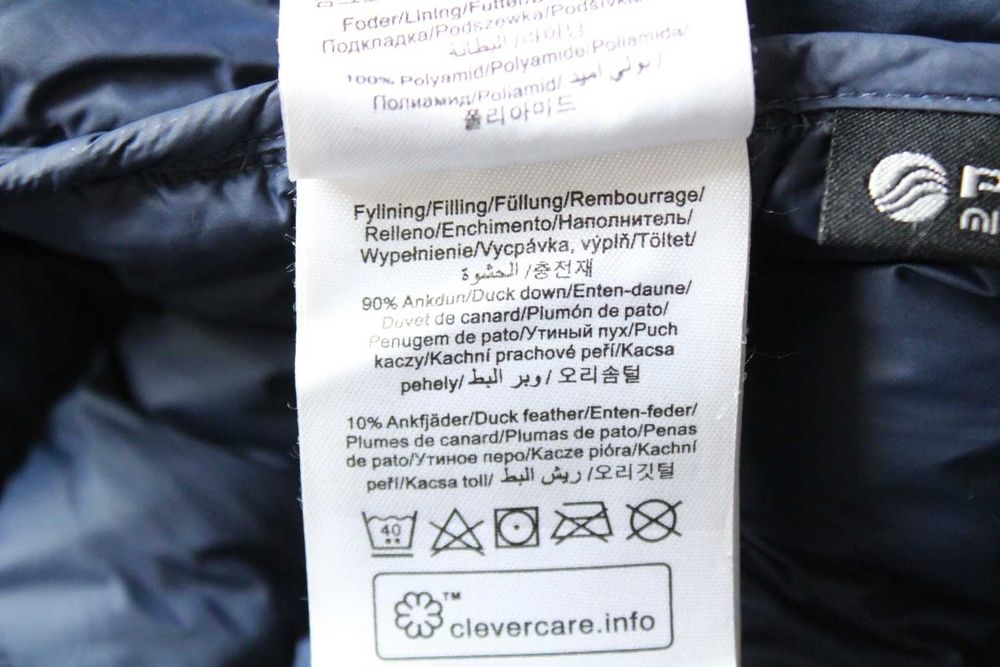 Foder/Lining/Futter/
Подкладка/Podszewka/Podšívka/
البطانة /라이닝
100% Polyamid/Polyamide/Poliamida/
Полиамид/Poliamid/ بولي أميد /
폴리아미드
Fyllning/Filling/Füllung/Rembourrage/
Relleno/Enchimento/Наполнитель/
Wypełnienie/Vycpávka, výplň/Töltet/
الحشوة /충전재
90% Ankdun/Duck down/Enten-daune/
Duvet de canard/Plumón de pato/
Penugem de pato/Утиный пух/Puch
kaczy/Kachní prachové peří/Kacsa
pehely/ وبر البط / 오리솜털
10% Ankfjäder/Duck feather/Enten-feder/
Plumes de canard/Plumas de pato/Penas
de pato/Утиное перо/Kacze pióra/Kachní
peří/Kacsa toll/ ريش البط /오리깃털
40
™
clevercare.info